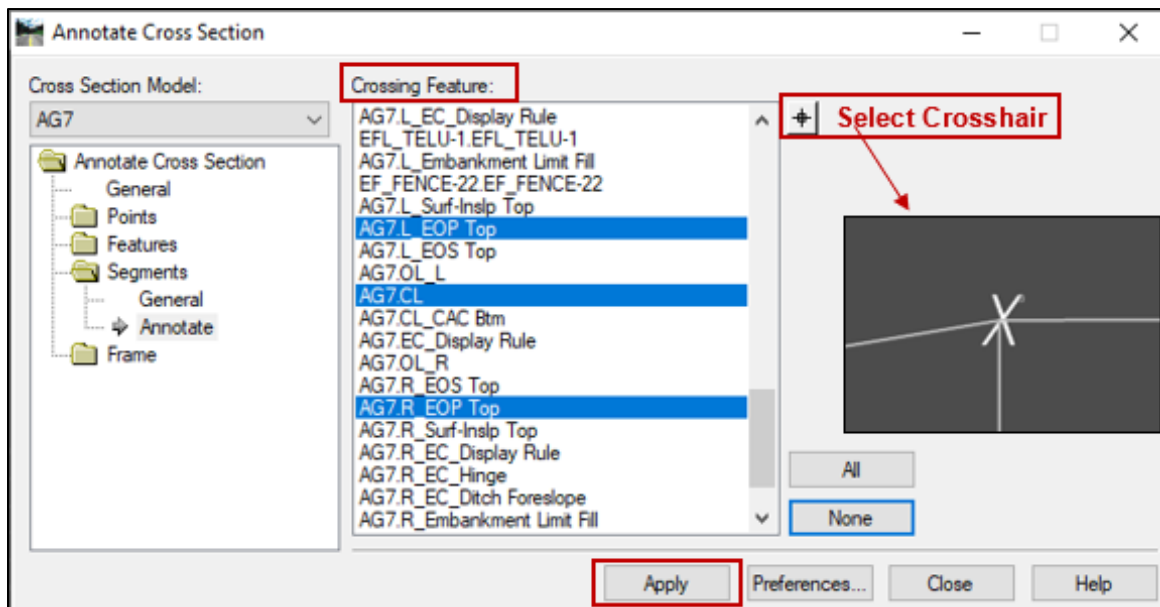 Annotate Cross Section
Cross Section Model:
AG7
Annotate Cross Section
General
Points
Features
Segments
General
Annotate
Frame
Crossing Feature:
AG7.L_EC_Display Rule
EFL_TELU-1.EFL_TELU-1
AG7.L_Embankment Limit Fill
EF_FENCE-22.EF_FENCE-22
AG7.L_Surf-Inslp Top
AG7.L_EOP Top
AG7.L_EOS Top
AG7.OL_L
AG7.CL
AG7.CL_CAC Btm
AG7.EC_Display Rule
AG7.OL_R
AG7.R_EOS Top
AG7.R_EOP Top
AG7.R_Surf-Inslp Top
AG7.R_EC_Display Rule
AG7.R_EC_Hinge
AG7.R_EC_Ditch Foreslope
AG7.R_Embankment Limit Fill
Select Crosshair
All
None
Apply
Preferences...
Close
Help